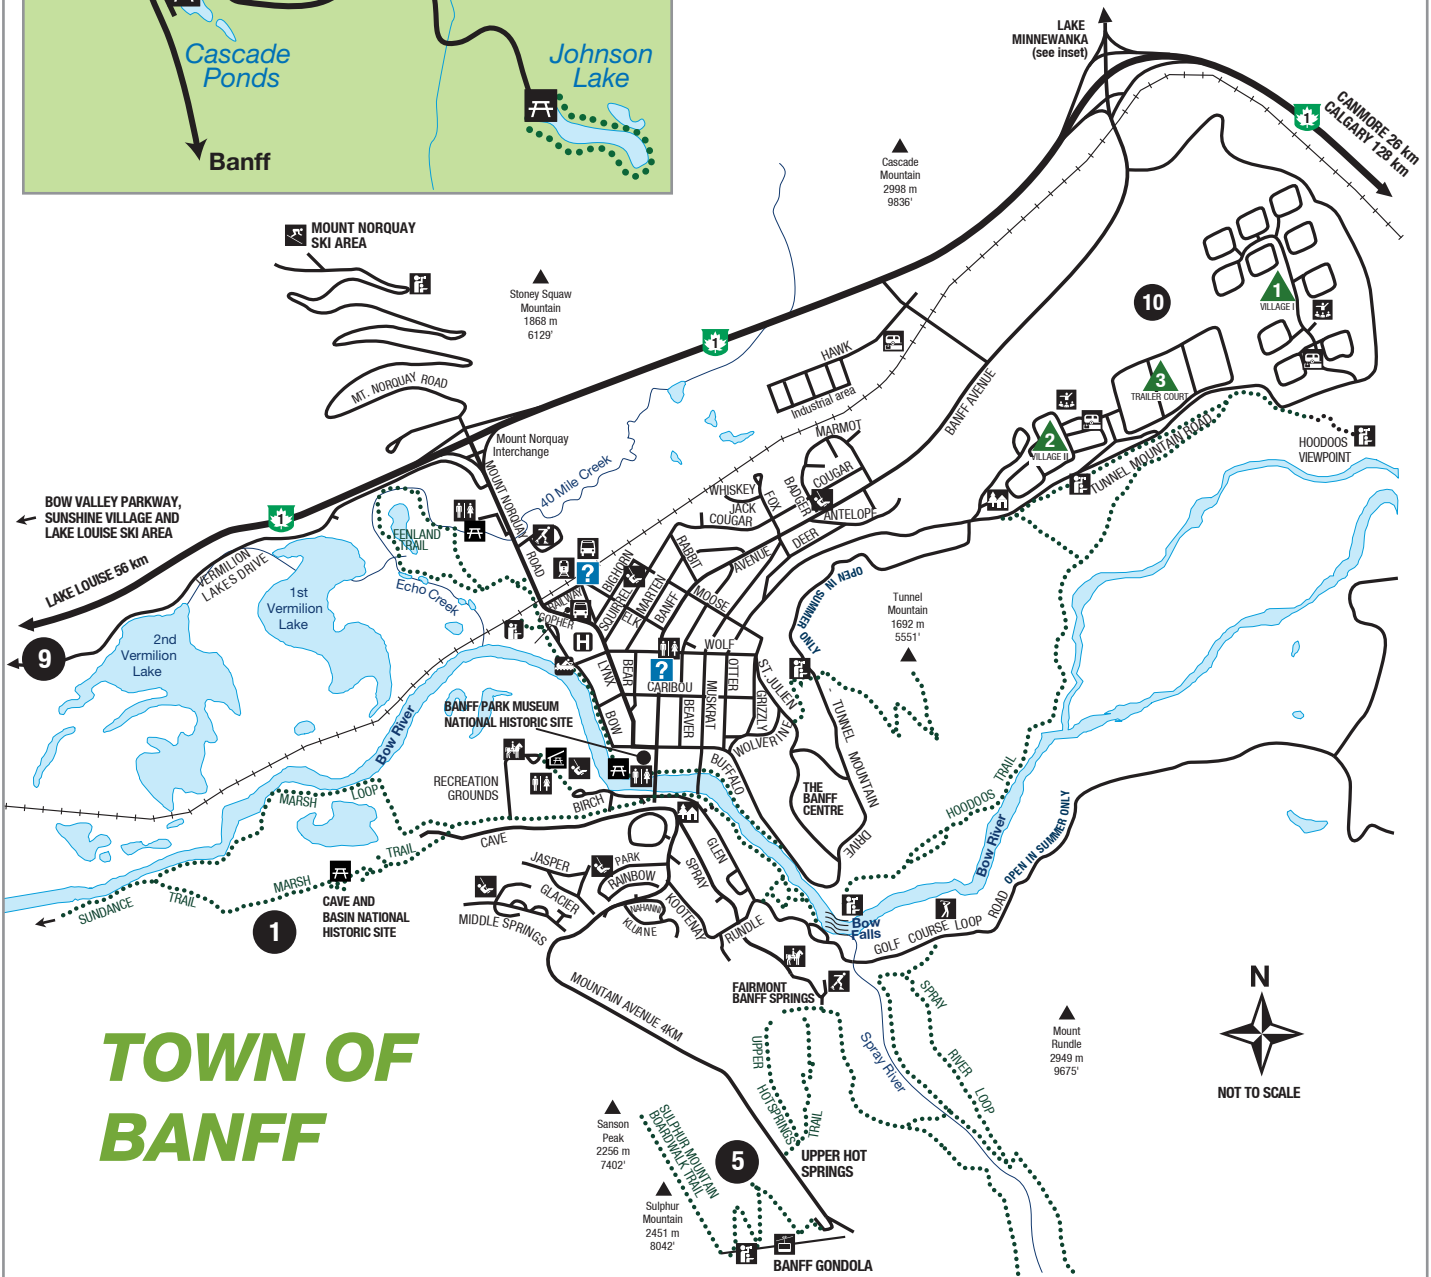 Cascade
Ponds
Johnson
Lake
Banff
LAKE
MINNEWANKA
(see inset)
1
CANMORE 26 km
CALGARY 128 km
Cascade
Mountain
2998 m
9836'
MOUNT NORQUAY
SKI AREA
Stoney Squaw
Mountain
1868 m
6129'
1
10
1
VILLAGE I
HAWK
Industrial area
MT. NORQUAY ROAD
BANFF AVENUE
3
TRAILER COURT
2
VILLAGE II
TUNNEL MOUNTAIN ROAD
HOODOOS
VIEWPOINT
Mount Norquay
Interchange
MOUNT NORQUAY
ROAD
40 Mile Creek
MARMOT
COUGAR
BADGER
FOX
WHISKEY
JACK
COUGAR
ANTELOPE
DEER
AVENUE
RABBIT
BOW VALLEY PARKWAY,
SUNSHINE VILLAGE AND
LAKE LOUISE SKI AREA
1
LAKE LOUISE 56 km
VERMILION
LAKES DRIVE
FENLAND
TRAIL
Echo Creek
1st
Vermilion
Lake
2nd
Vermilion
Lake
9
?
RAILWAY
GOPHER
BIGHORN
SQUIRREL
ELK
MARTEN
BANFF
MOOSE
WOLF
H
LYNX
BEAR
?
CARIBOU
BEAVER
MUSKRAT
OTTER
GRIZZLY
ST. JULIEN
WOLVERINE
BUFFALO
BOW
OPEN IN
SUMMER
ONLY
Tunnel
Mountain
1692 m
5551'
TUNNEL
MOUNTAIN
DRIVE
THE
BANFF
CENTRE
BANFF PARK MUSEUM
NATIONAL HISTORIC SITE
Bow River
RECREATION
GROUNDS
BIRCH
CAVE
MARSH
LOOP
TRAIL
MARSH
TRAIL
SUNDANCE
CAVE AND
BASIN NATIONAL
HISTORIC SITE
1
JASPER
PARK
RAINBOW
GLACIER
NAHANNI
KLUANE
KOOTENAY
SPRAY
GLEN
RUNDLE
MIDDLE SPRINGS
HOODOOS
TRAIL
Bow River
OPEN IN SUMMER ONLY
GOLF COURSE LOOP ROAD
Bow
Falls
FAIRMONT
BANFF SPRINGS
MOUNTAIN AVENUE 4KM
Spray River
SPRAY
RIVER
LOOP
UPPER
HOTSPRINGS
TRAIL
Mount
Rundle
2949 m
9675'
N
NOT TO SCALE
TOWN OF
BANFF
Sanson
Peak
2256 m
7402'
SULPHUR MOUNTAIN
BOARDWALK TRAIL
5
UPPER HOT
SPRINGS
Sulphur
Mountain
2451 m
8042'
BANFF GONDOLA